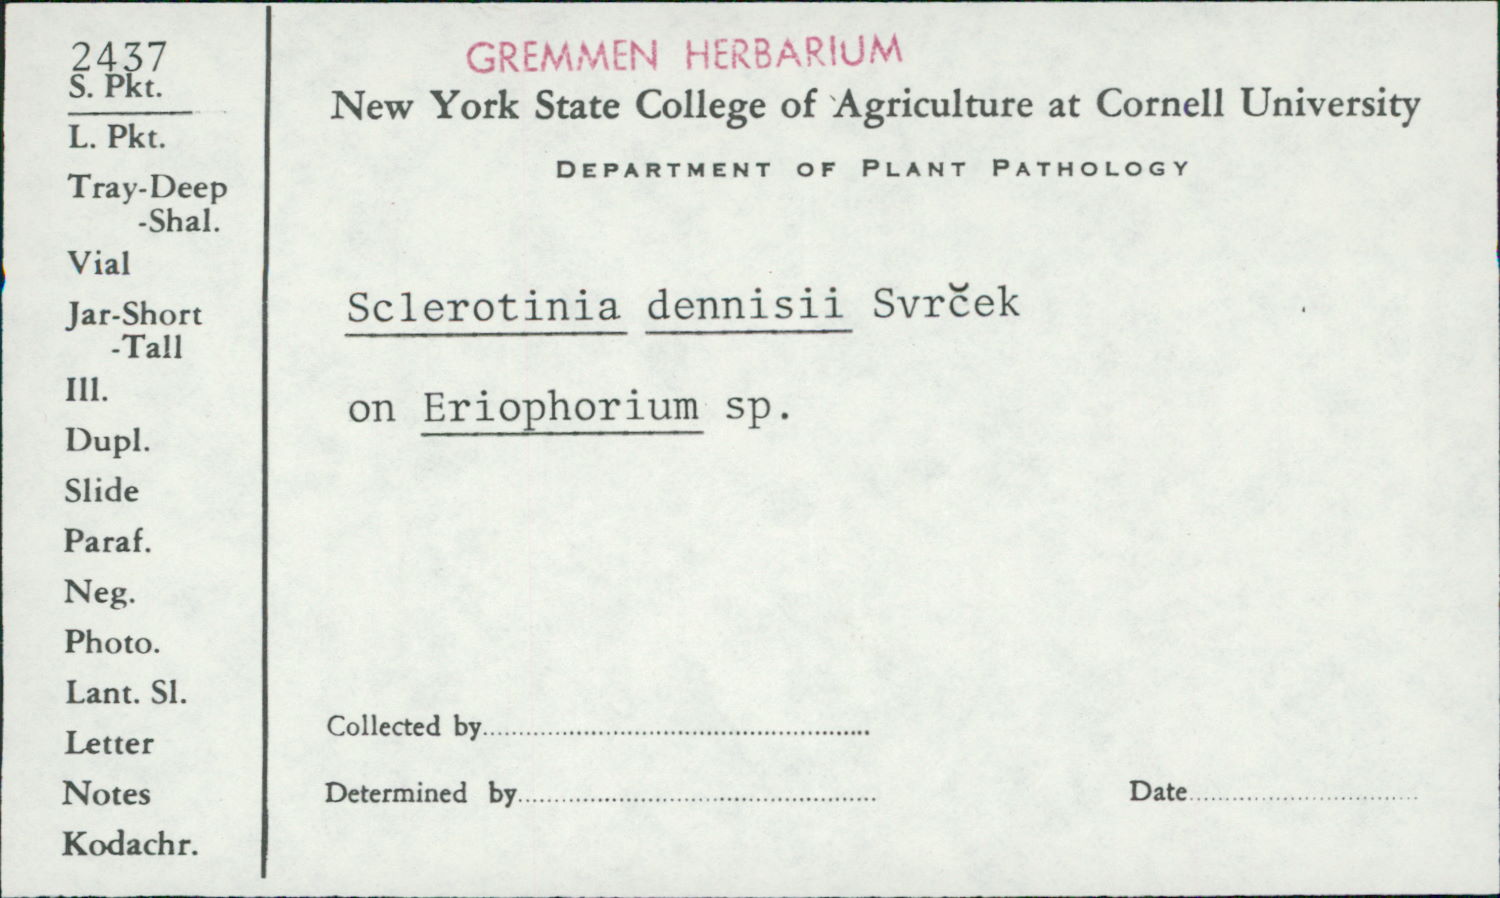 2437
S. Pkt.
L. Pkt.
Tray-Deep
-Shal.
Vial
Jar-Short
-Tall
Ill.
Dupl.
Slide
Paraf.
Neg.
Photo.
Lant. Sl.
Letter
Notes
Kodachr.
GREMMEN HERBARIUM
New York State College of Agriculture at Cornell University
DEPARTMENT OF PLANT PATHOLOGY
Sclerotinia dennisii Svrček
on Eriophorium sp.
Collected by
Determined by
Date